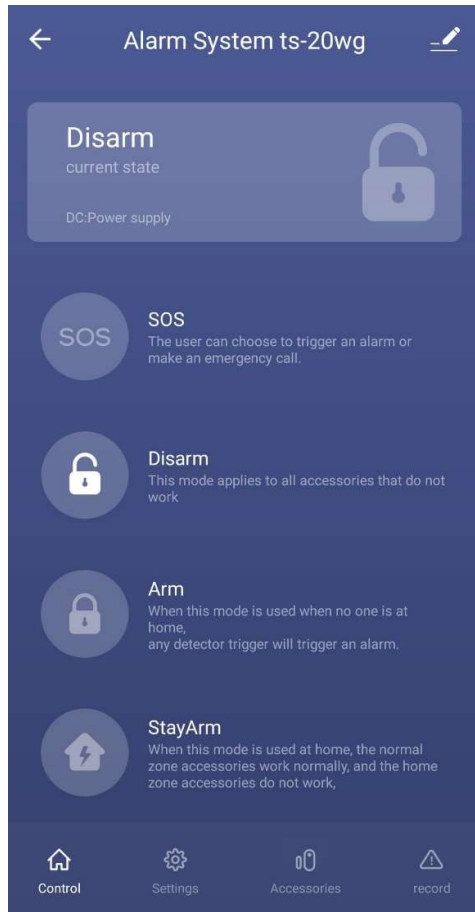 Alarm System ts-20wg
Disarm
current state
DC:Power supply
SOS
SOS
The user can choose to trigger an alarm or
make an emergency call.
Disarm
This mode applies to all accessories that do not
work
Arm
When this mode is used when no one is at
home,
any detector trigger will trigger an alarm.
StayArm
When this mode is used at home, the normal
zone accessories work normally, and the home
zone accessories do not work,
Control
Settings
Accessories
record